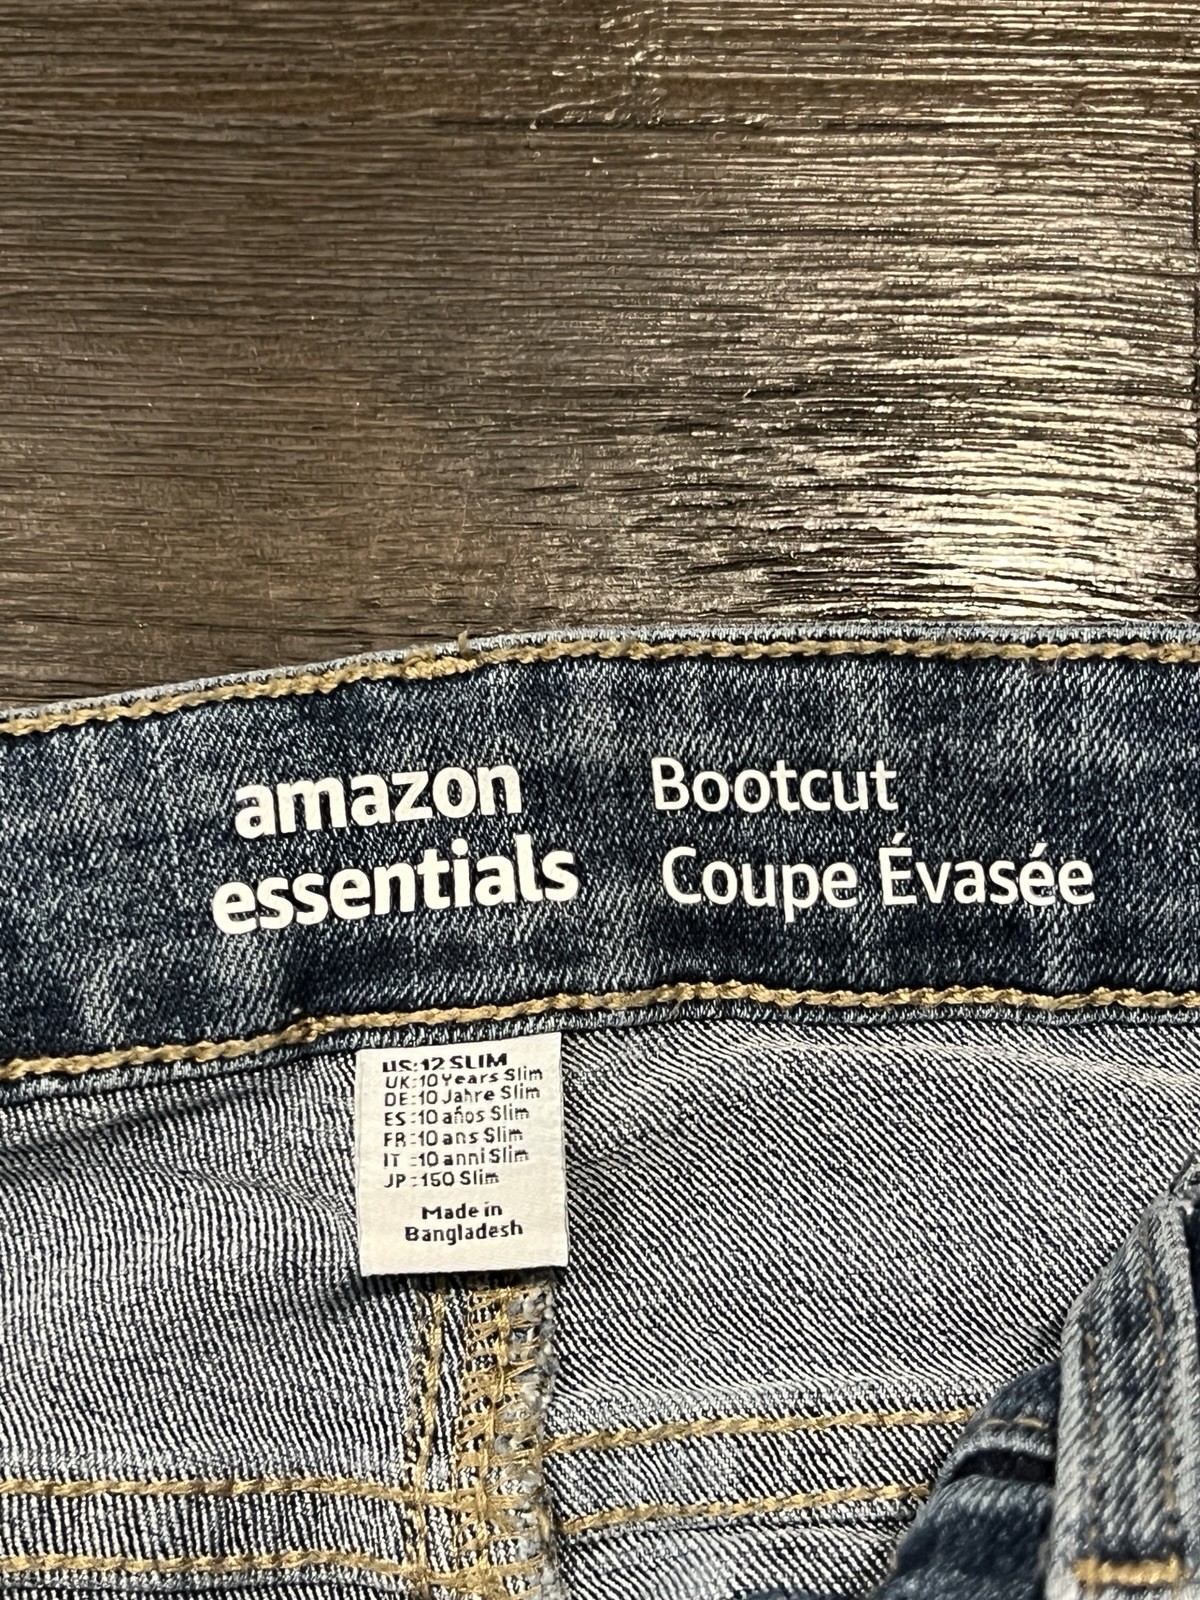 amazon
essentials
Bootcut
Coupe Évasée
US:12 SLIM
UK:10 Years Slim
DE:10 Jahre Slim
ES:10 años Slim
FR:10 ans Slim
IT :10 anni Slim
JP:150 Slim
Made in
Bangladesh